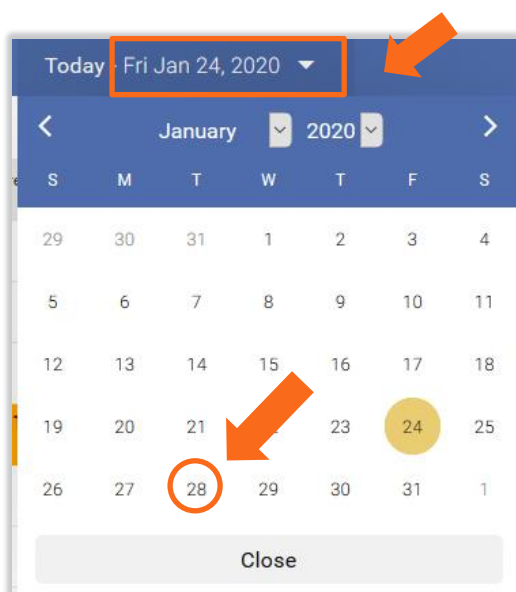 Today - Fri Jan 24, 2020
January 2020
S M T W T F S
29 30 31 1 2 3 4
5 6 7 8 9 10 11
12 13 14 15 16 17 18
19 20 21 23 24 25
26 27 28 29 30 31 1
Close